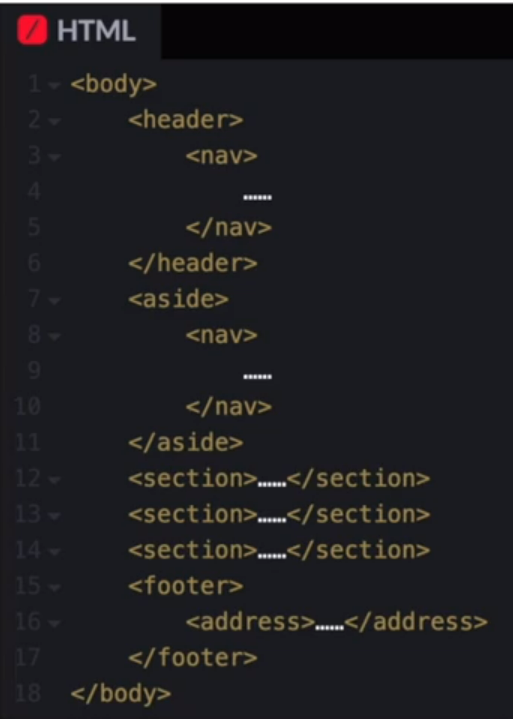 / HTML
1 <body>
2 <header>
3 <nav>
4 ……
5 </nav>
6 </header>
7 <aside>
8 <nav>
9 ……
10 </nav>
11 </aside>
12 <section>……</section>
13 <section>……</section>
14 <section>……</section>
15 <footer>
16 <address>……</address>
17 </footer>
18 </body>